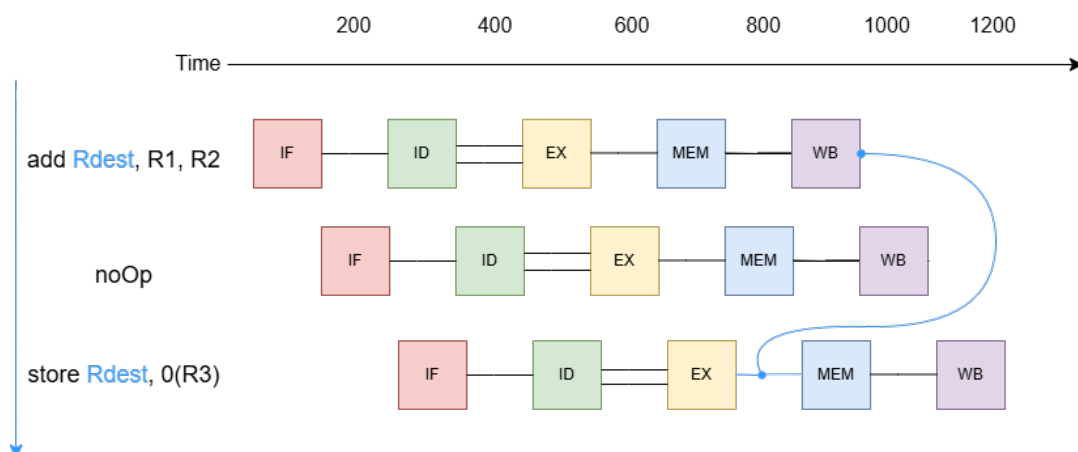 200 400 600 800 1000 1200
Time
add Rdest, R1, R2 IF ID EX MEM WB
noOp IF ID EX MEM WB
store Rdest, 0(R3) IF ID EX MEM WB